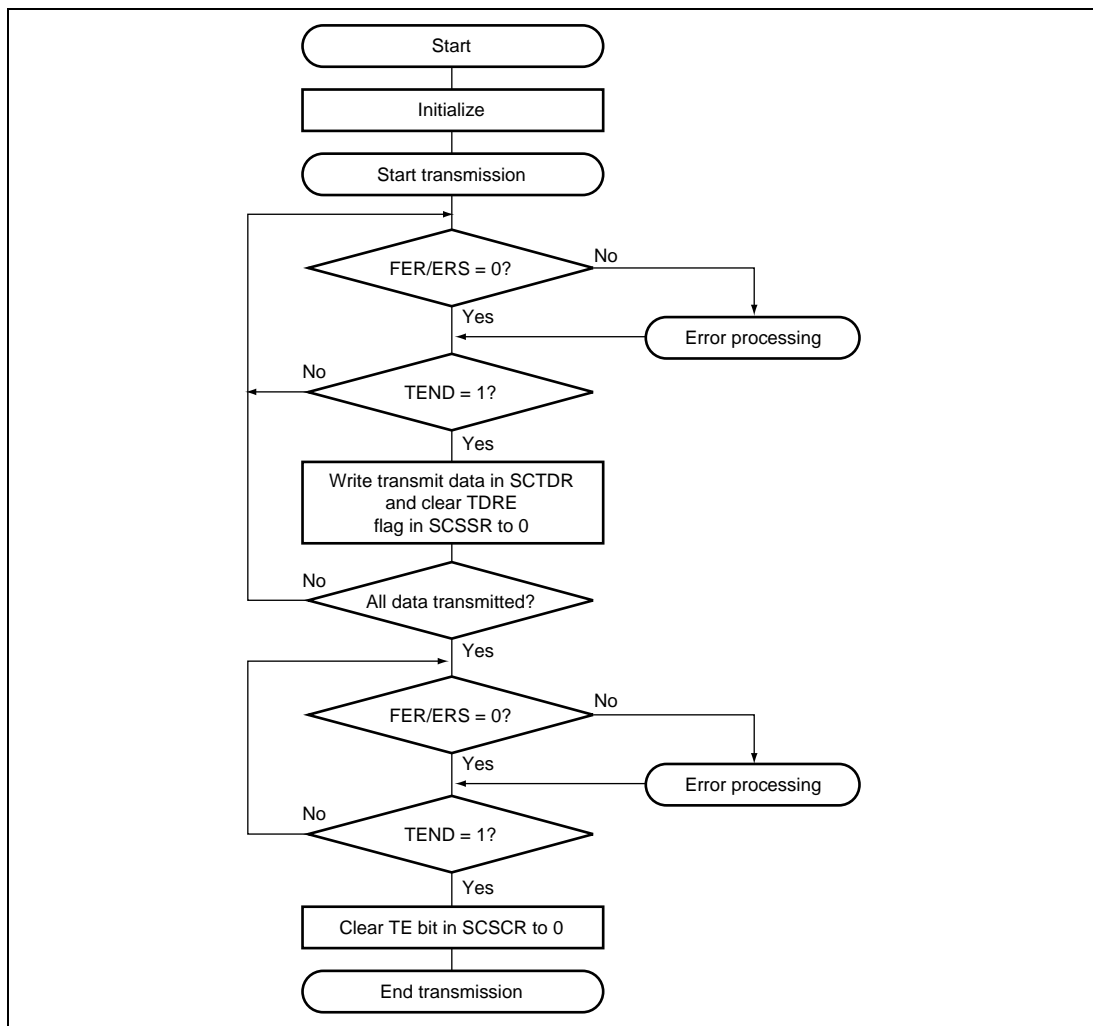 Start
Initialize
Start transmission
FER/ERS = 0?
No
Yes
Error processing
No
TEND = 1?
Yes
Write transmit data in SCTDR
and clear TDRE
flag in SCSSR to 0
No
All data transmitted?
Yes
FER/ERS = 0?
No
Yes
Error processing
No
TEND = 1?
Yes
Clear TE bit in SCSCR to 0
End transmission